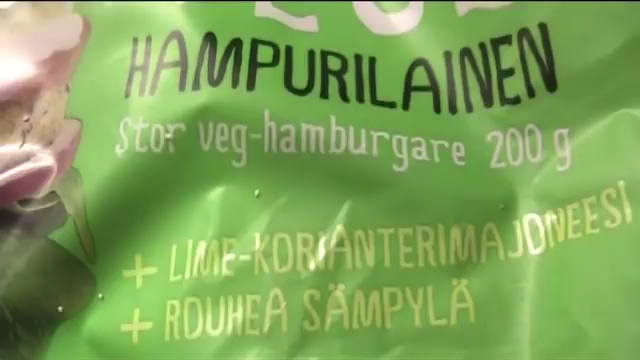 HAMPURILAINEN
Stor veg-hamburgare 200 g
+ LIME-KORIANTERIMAJONEESI
+ ROUHEA SÄMPYLÄ